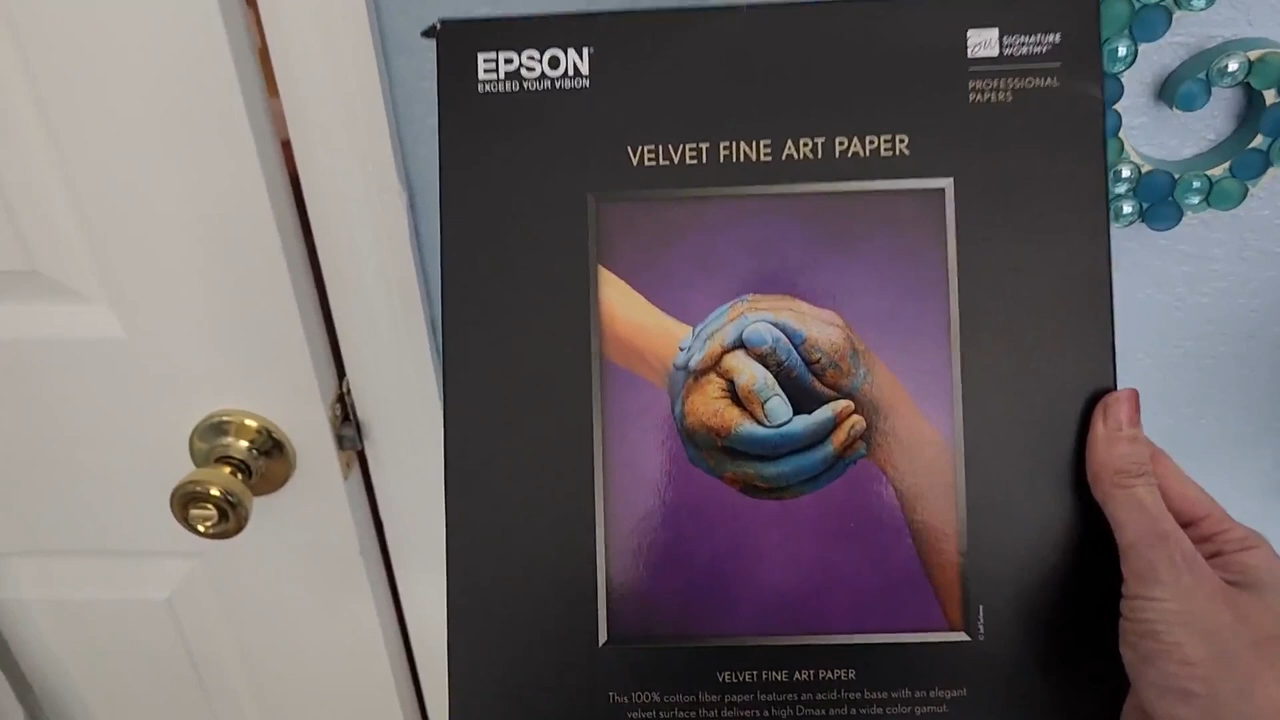 EPSON®
EXCEED YOUR VISION
SIGNATURE
WORTHY®
PROFESSIONAL
PAPERS
VELVET FINE ART PAPER
VELVET FINE ART PAPER
This 100% cotton fiber paper features an acid-free base with an elegant
velvet surface that delivers a high Dmax and a wide color gamut.